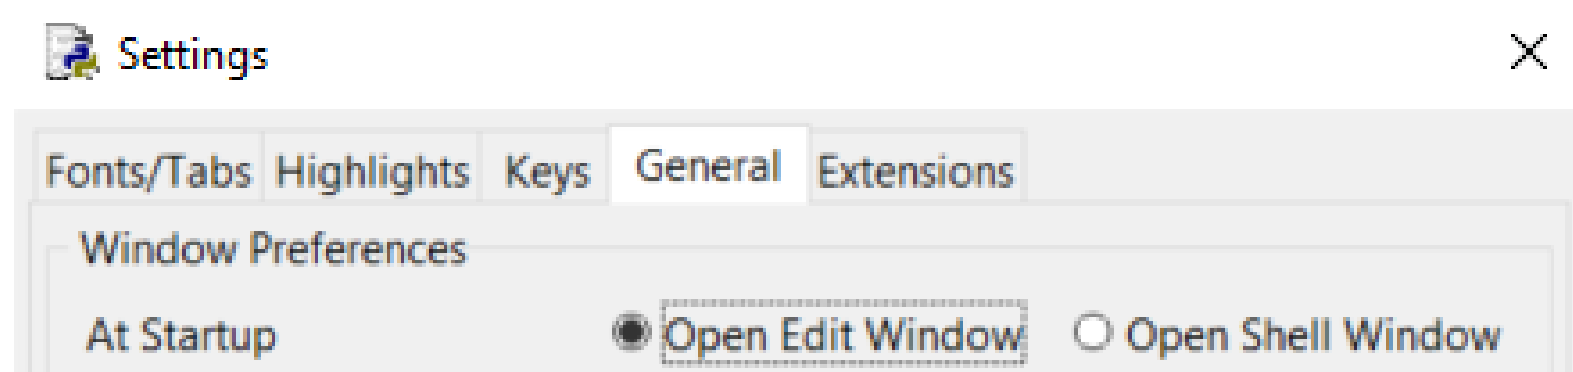 Settings
Fonts/Tabs Highlights Keys General Extensions
Window Preferences
At Startup Open Edit Window Open Shell Window